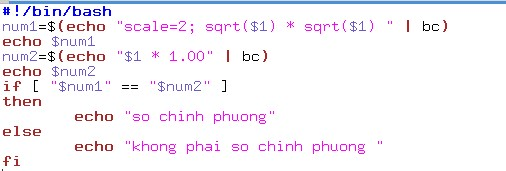 #!/bin/bash
num1=$(echo "scale=2; sqrt($1) * sqrt($1) " | bc)
echo $num1
num2=$(echo "$1 * 1.00" | bc)
echo $num2
if [ "$num1" == "$num2" ]
then
        echo "so chinh phuong"
else
        echo "khong phai so chinh phuong "
fi